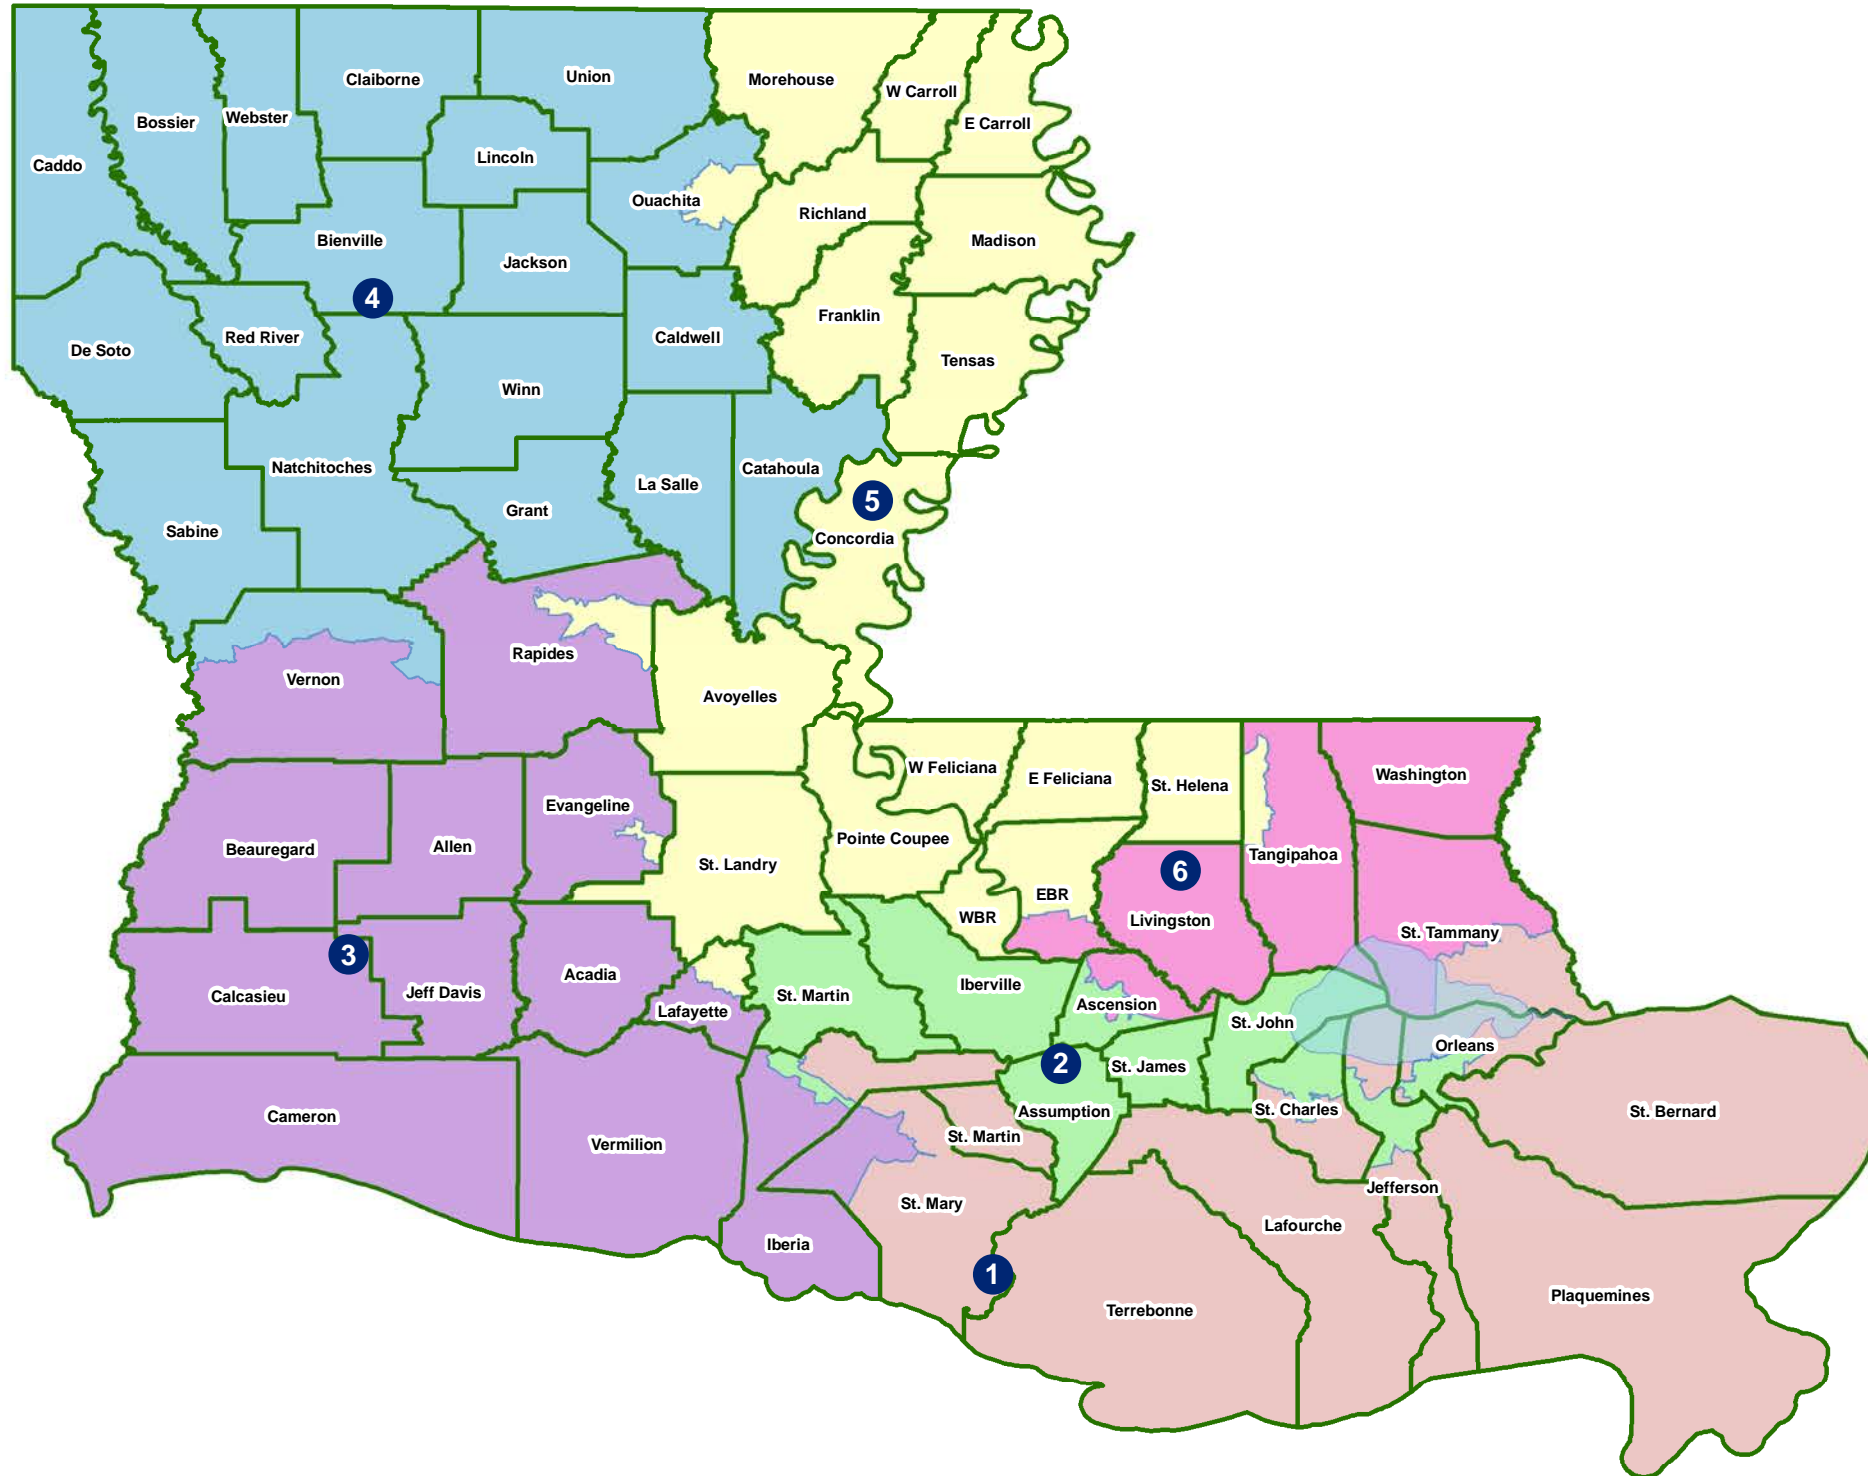 Union
Claiborne
Morehouse
W Carroll
Webster
Bossier
E Carroll
Lincoln
Caddo
Ouachita
Richland
Bienville
Madison
Jackson
4
Franklin
Red River
Caldwell
De Soto
Tensas
Winn
Natchitoches
Catahoula
La Salle
5
Grant
Sabine
Concordia
Rapides
Vernon
Avoyelles
W Feliciana
Washington
E Feliciana
St. Helena
Evangeline
Pointe Coupee
Allen
Beauregard
Tangipahoa
St. Landry
6
EBR
WBR
Livingston
St. Tammany
3
Acadia
Iberville
Jeff Davis
St. Martin
Calcasieu
Ascension
Lafayette
St. John
Orleans
2
St. James
St. Charles
Assumption
St. Bernard
Cameron
St. Martin
Vermilion
Jefferson
St. Mary
Lafourche
Iberia
1
Plaquemines
Terrebonne